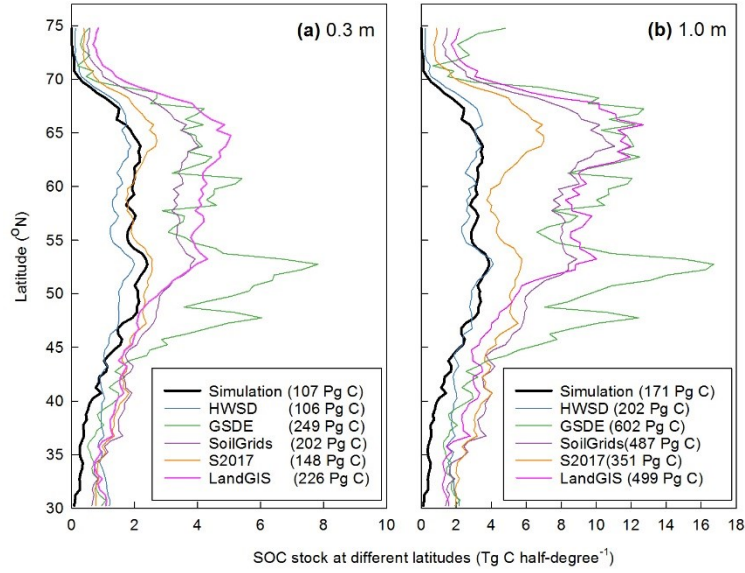 (a) 0.3 m
(b) 1.0 m
75
70
65
60
55
50
45
40
35
30
Latitude (ᴼN)
Simulation (107 Pg C)
HWSD (106 Pg C)
GSDE (249 Pg C)
SoilGrids (202 Pg C)
S2017 (148 Pg C)
LandGIS (226 Pg C)
Simulation (171 Pg C)
HWSD (202 Pg C)
GSDE (602 Pg C)
SoilGrids(487 Pg C)
S2017(351 Pg C)
LandGIS (499 Pg C)
0 2 4 6 8 10
0 2 4 6 8 10 12 14 16 18
SOC stock at different latitudes (Tg C half-degree⁻¹)